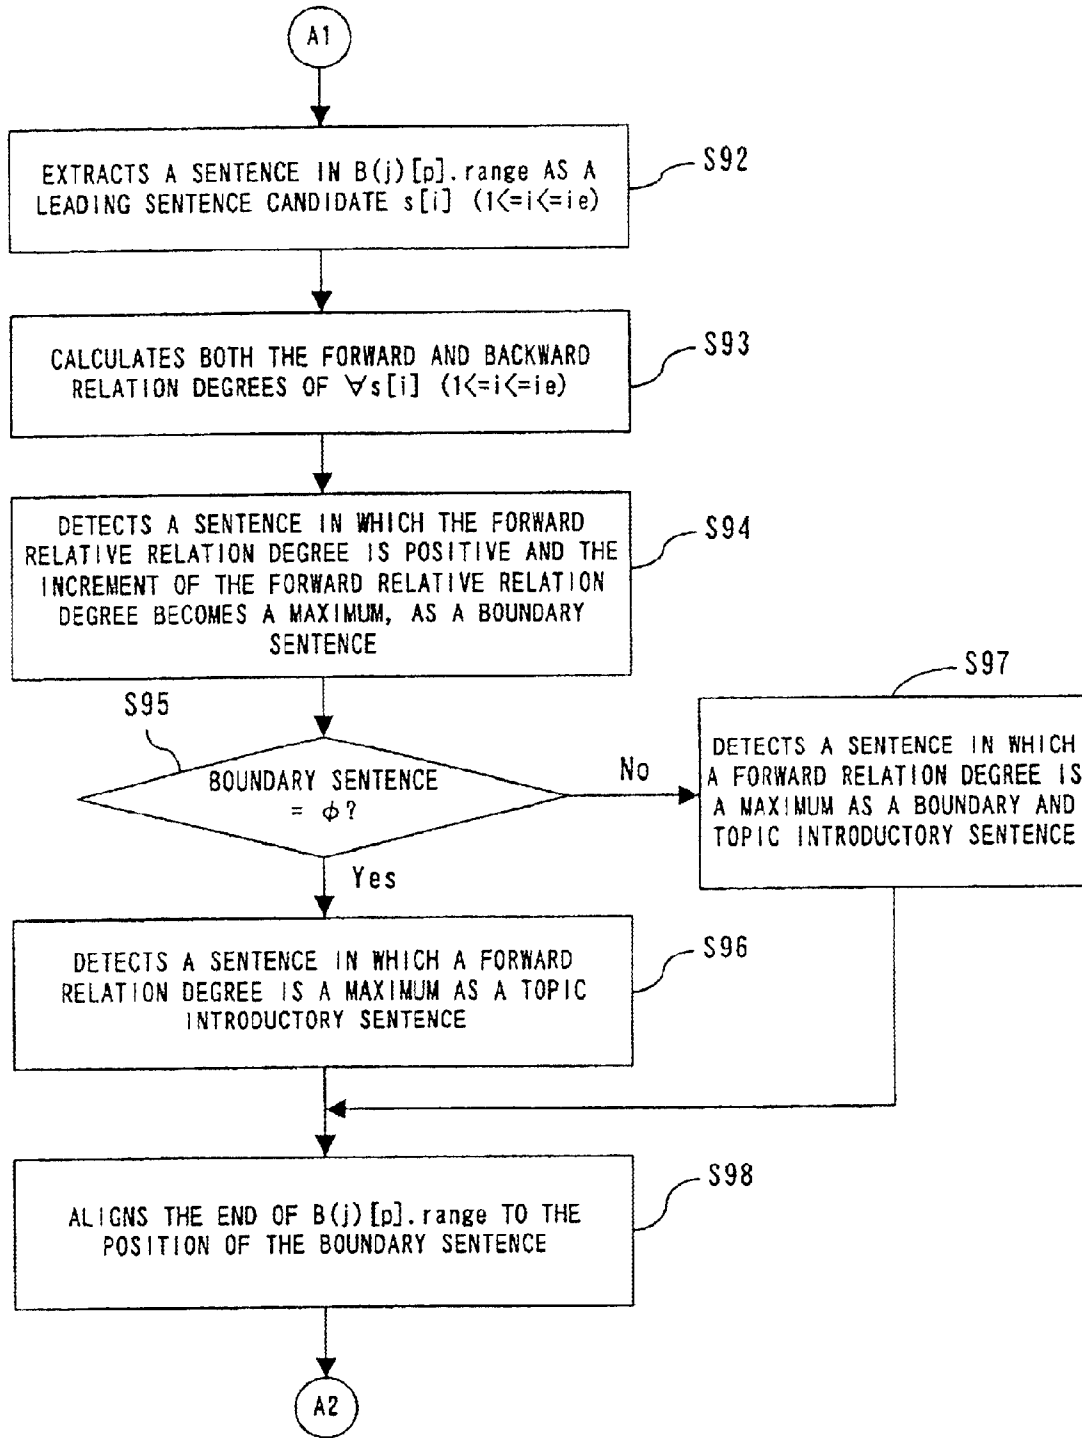 A1
EXTRACTS A SENTENCE IN B(j)[p].range AS A
LEADING SENTENCE CANDIDATE s[i] (1<=i<=ie)
S92
CALCULATES BOTH THE FORWARD AND BACKWARD
RELATION DEGREES OF ∀s[i] (1<=i<=ie)
S93
DETECTS A SENTENCE IN WHICH THE FORWARD
RELATIVE RELATION DEGREE IS POSITIVE AND THE
INCREMENT OF THE FORWARD RELATIVE RELATION
DEGREE BECOMES A MAXIMUM, AS A BOUNDARY
SENTENCE
S94
S95
BOUNDARY SENTENCE
= φ?
No
Yes
S97
DETECTS A SENTENCE IN WHICH
A FORWARD RELATION DEGREE IS
A MAXIMUM AS A BOUNDARY AND
TOPIC INTRODUCTORY SENTENCE
DETECTS A SENTENCE IN WHICH A FORWARD
RELATION DEGREE IS A MAXIMUM AS A TOPIC
INTRODUCTORY SENTENCE
S96
ALIGNS THE END OF B(j)[p].range TO THE
POSITION OF THE BOUNDARY SENTENCE
S98
A2